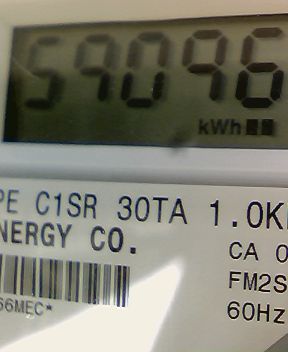 59096
kWh
PE C1SR 30TA 1.0K
NERGY CO.
CA 0
FM2S
66MEC*
60Hz